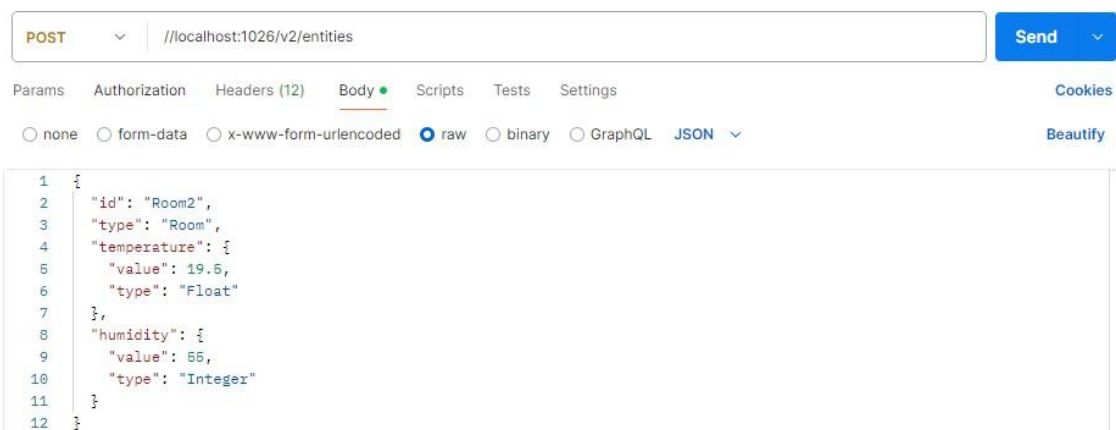 POST //localhost:1026/v2/entities Send
Params Authorization Headers (12) Body Scripts Tests Settings Cookies
none form-data x-www-form-urlencoded raw binary GraphQL JSON Beautify
1 {
2 "id": "Room2",
3 "type": "Room",
4 "temperature": {
5 "value": 19.5,
6 "type": "Float"
7 },
8 "humidity": {
9 "value": 55,
10 "type": "Integer"
11 }
12 }